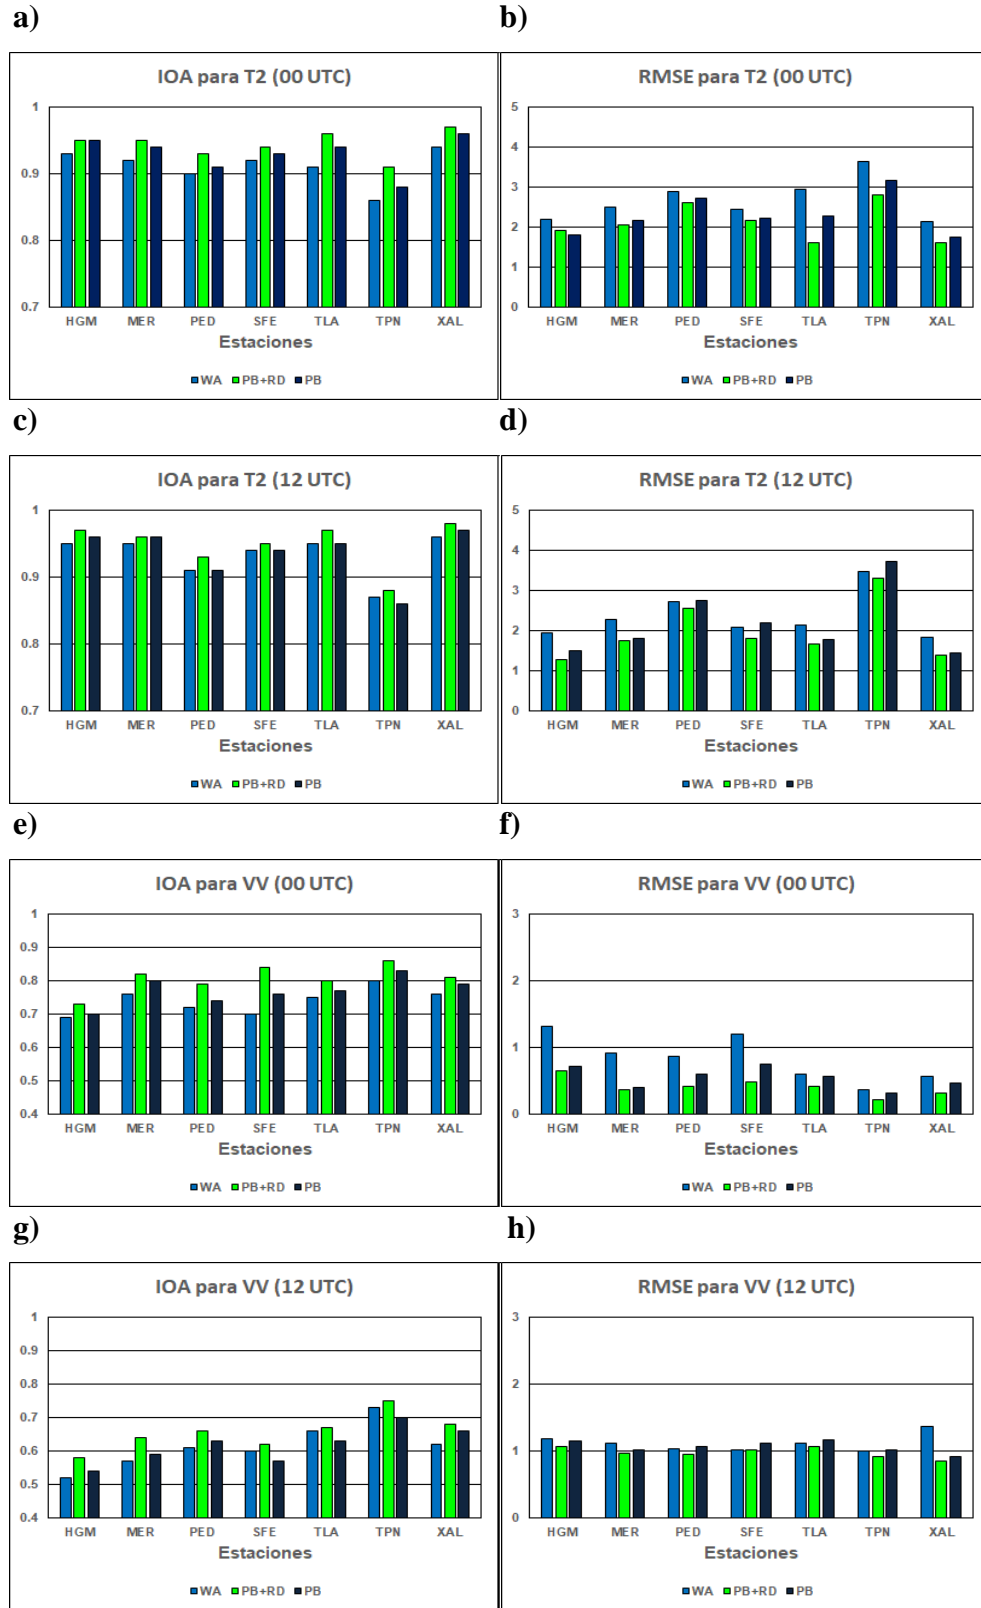 a)
b)
IOA para T2 (00 UTC)
1
0.9
0.8
0.7
HGM MER PED SFE TLA TPN XAL
Estaciones
WA PB+RD PB
RMSE para T2 (00 UTC)
5
4
3
2
1
0
HGM MER PED SFE TLA TPN XAL
Estaciones
WA PB+RD PB
c)
d)
IOA para T2 (12 UTC)
1
0.9
0.8
0.7
HGM MER PED SFE TLA TPN XAL
Estaciones
WA PB+RD PB
RMSE para T2 (12 UTC)
5
4
3
2
1
0
HGM MER PED SFE TLA TPN XAL
Estaciones
WA PB+RD PB
e)
f)
IOA para VV (00 UTC)
1
0.9
0.8
0.7
0.6
0.5
0.4
HGM MER PED SFE TLA TPN XAL
Estaciones
WA PB+RD PB
RMSE para VV (00 UTC)
3
2
1
0
HGM MER PED SFE TLA TPN XAL
Estaciones
WA PB+RD PB
g)
h)
IOA para VV (12 UTC)
1
0.9
0.8
0.7
0.6
0.5
0.4
HGM MER PED SFE TLA TPN XAL
Estaciones
WA PB+RD PB
RMSE para VV (12 UTC)
3
2
1
0
HGM MER PED SFE TLA TPN XAL
Estaciones
WA PB+RD PB